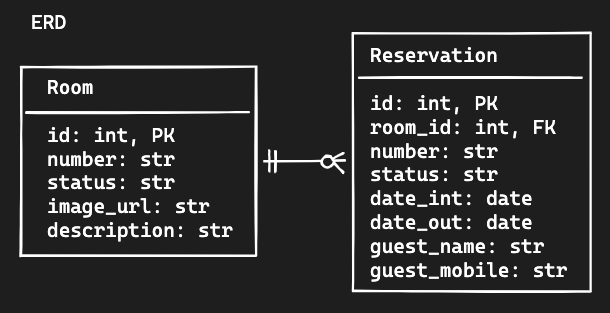 ERD
Room
id: int, PK
number: str
status: str
image_url: str
description: str
Reservation
id: int, PK
room_id: int, FK
number: str
status: str
date_int: date
date_out: date
guest_name: str
guest_mobile: str